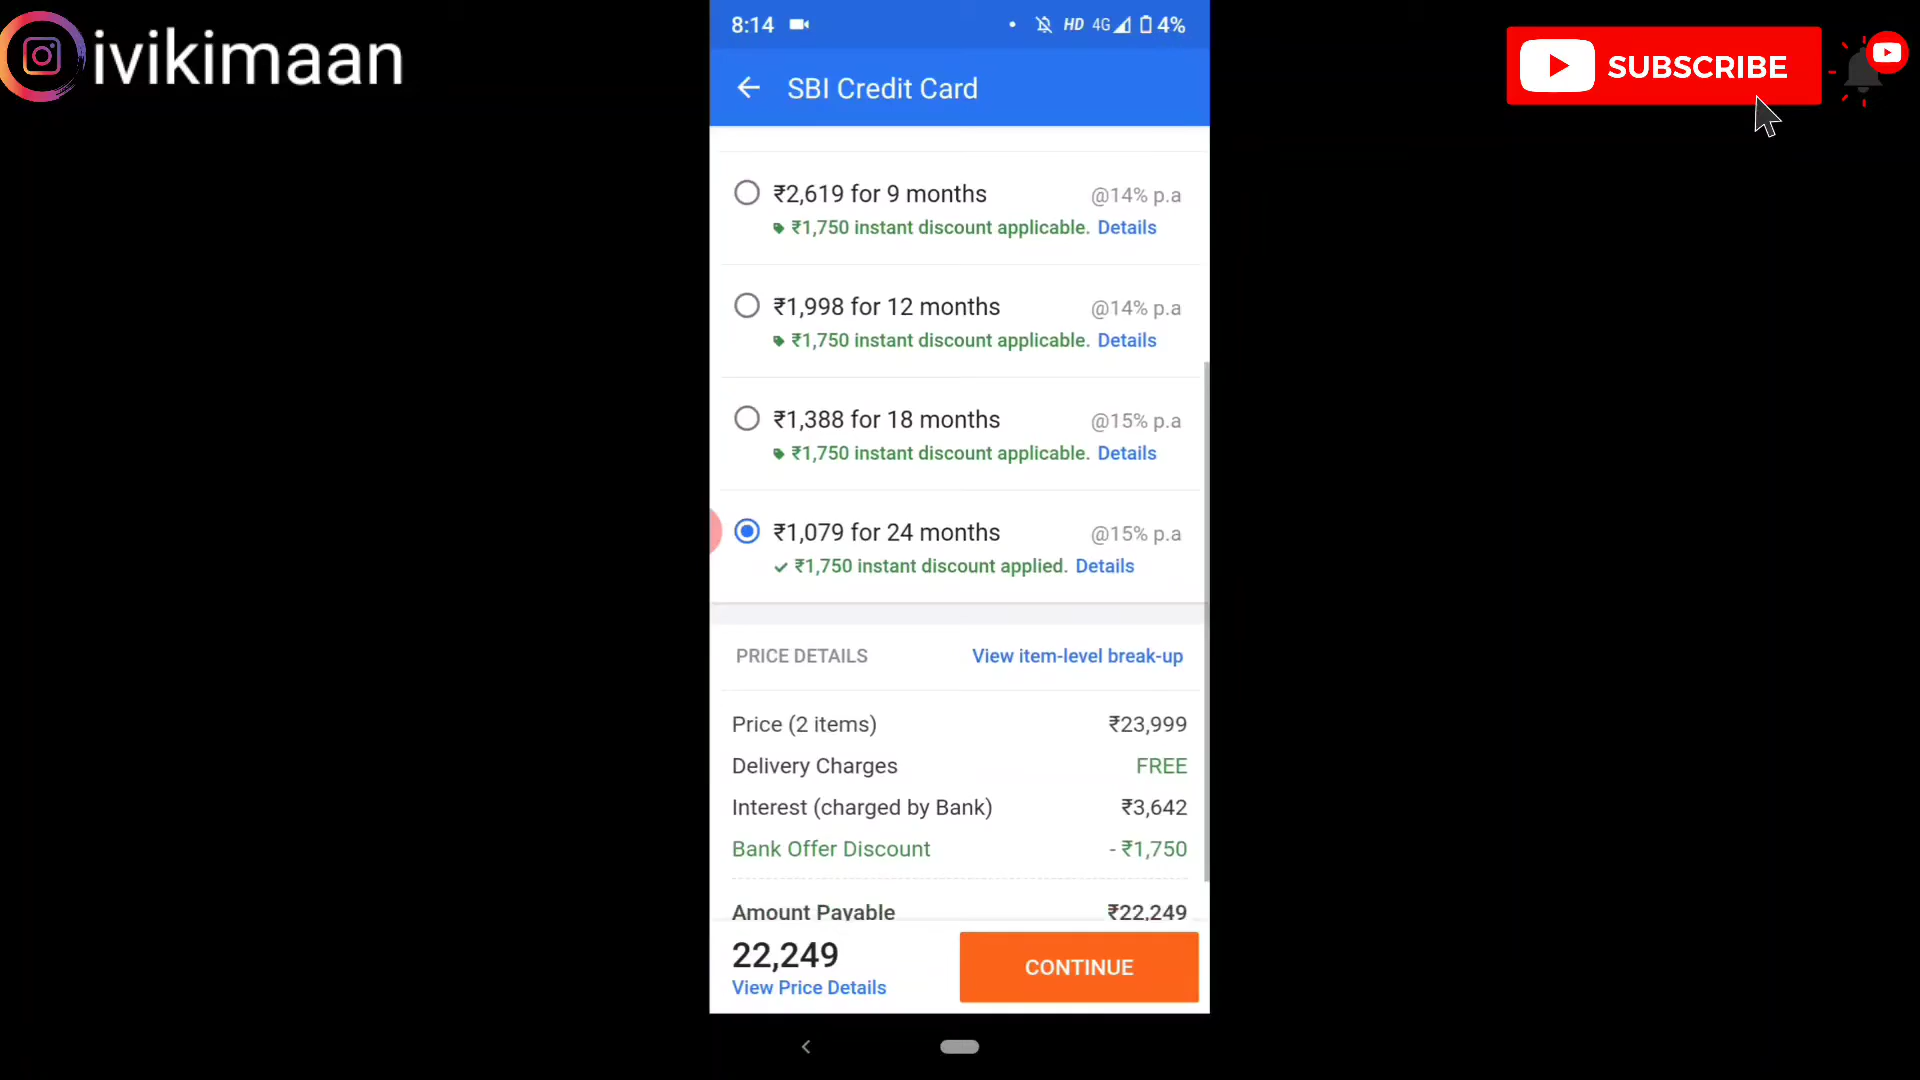 ivikimaan
SUBSCRIBE
8:14 HD 4G 4%
SBI Credit Card
₹2,619 for 9 months @14% p.a
₹1,750 instant discount applicable. Details
₹1,998 for 12 months @14% p.a
₹1,750 instant discount applicable. Details
₹1,388 for 18 months @15% p.a
₹1,750 instant discount applicable. Details
₹1,079 for 24 months @15% p.a
₹1,750 instant discount applied. Details
PRICE DETAILS View item-level break-up
Price (2 items) ₹23,999
Delivery Charges FREE
Interest (charged by Bank) ₹3,642
Bank Offer Discount - ₹1,750
Amount Payable ₹22,249
22,249
View Price Details
CONTINUE